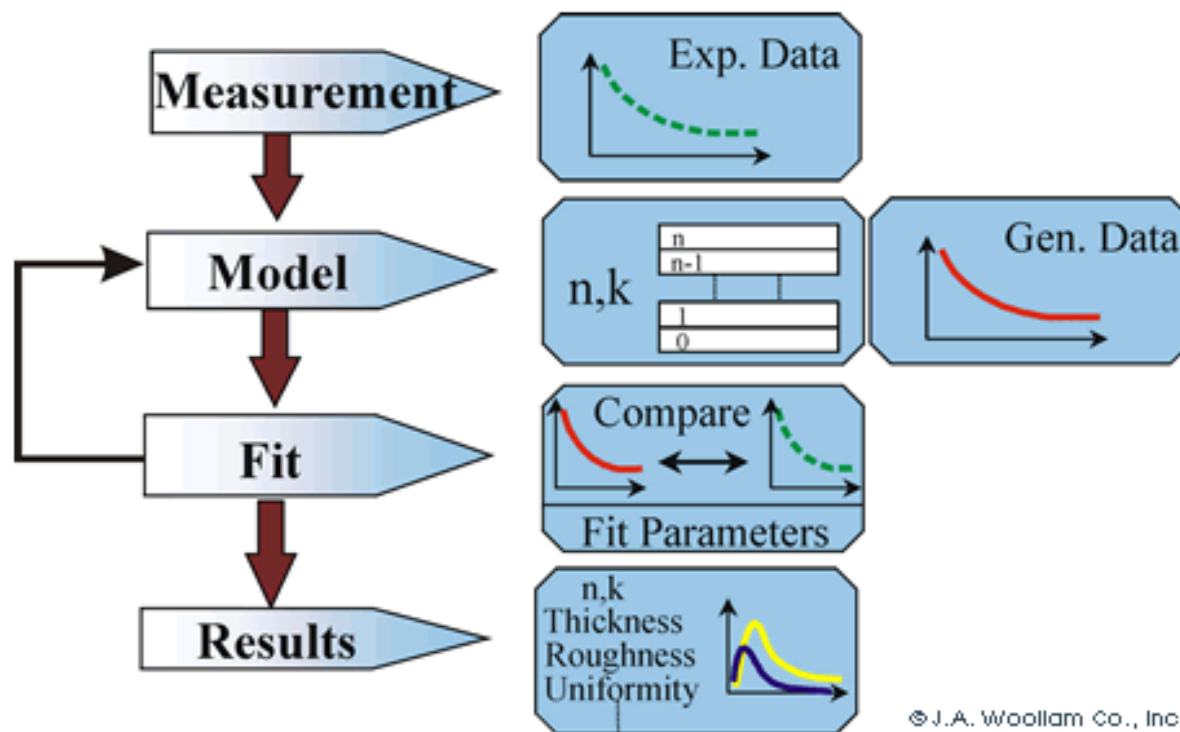 Measurement
Exp. Data
Model
n,k
n
n-1
1
0
Gen. Data
Fit
Compare
Fit Parameters
Results
n,k
Thickness
Roughness
Uniformity
© J.A. Woollam Co., Inc